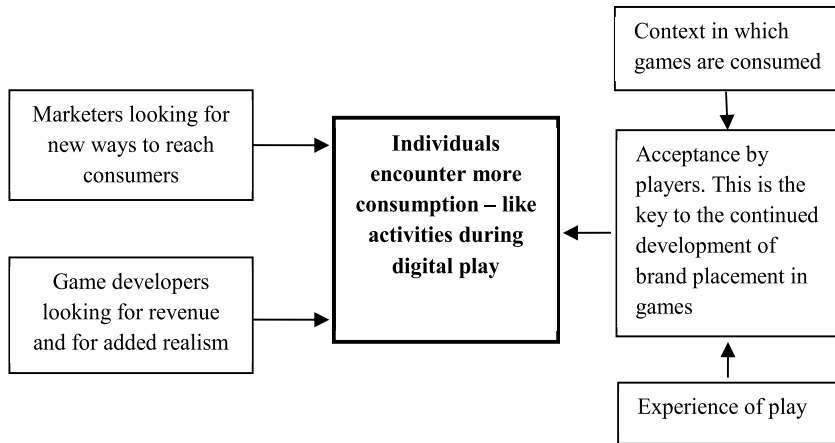 Marketers looking for
new ways to reach
consumers
Game developers
looking for revenue
and for added realism
Individuals
encounter more
consumption – like
activities during
digital play
Context in which
games are consumed
Acceptance by
players. This is the
key to the continued
development of
brand placement in
games
Experience of play